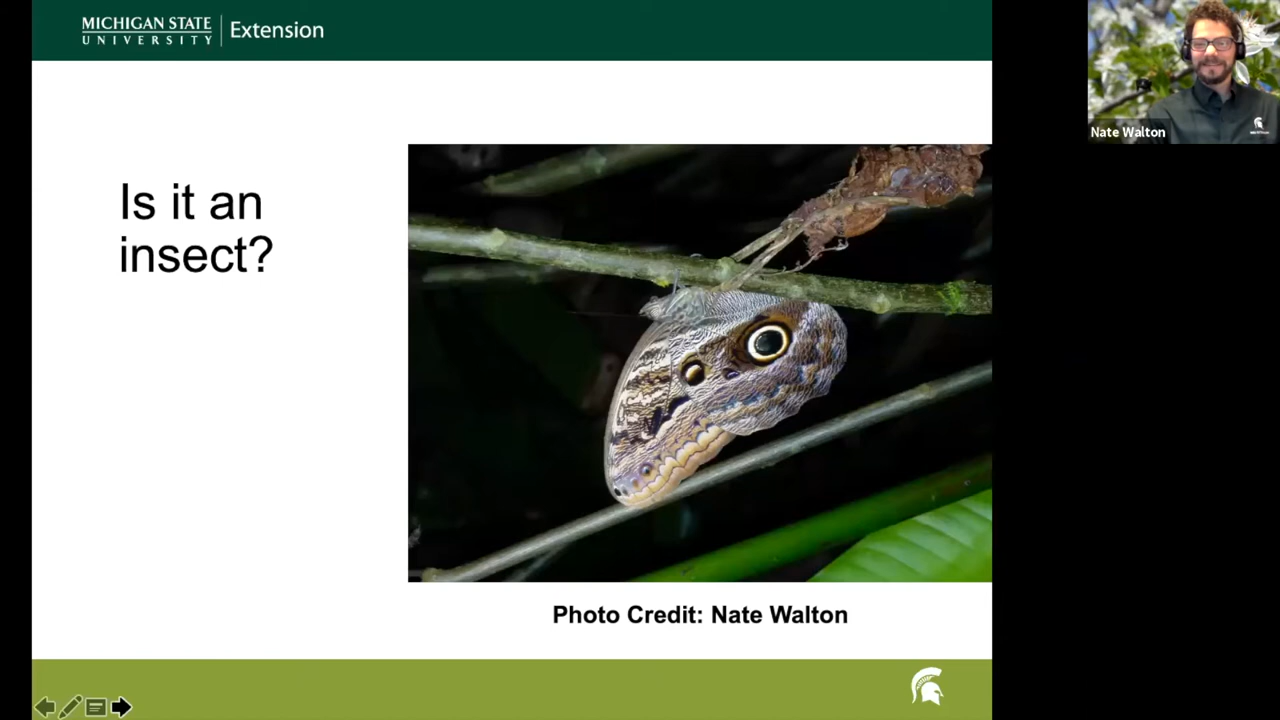 MICHIGAN STATE
UNIVERSITY
Extension
Nate Walton
Is it an
insect?
Photo Credit: Nate Walton